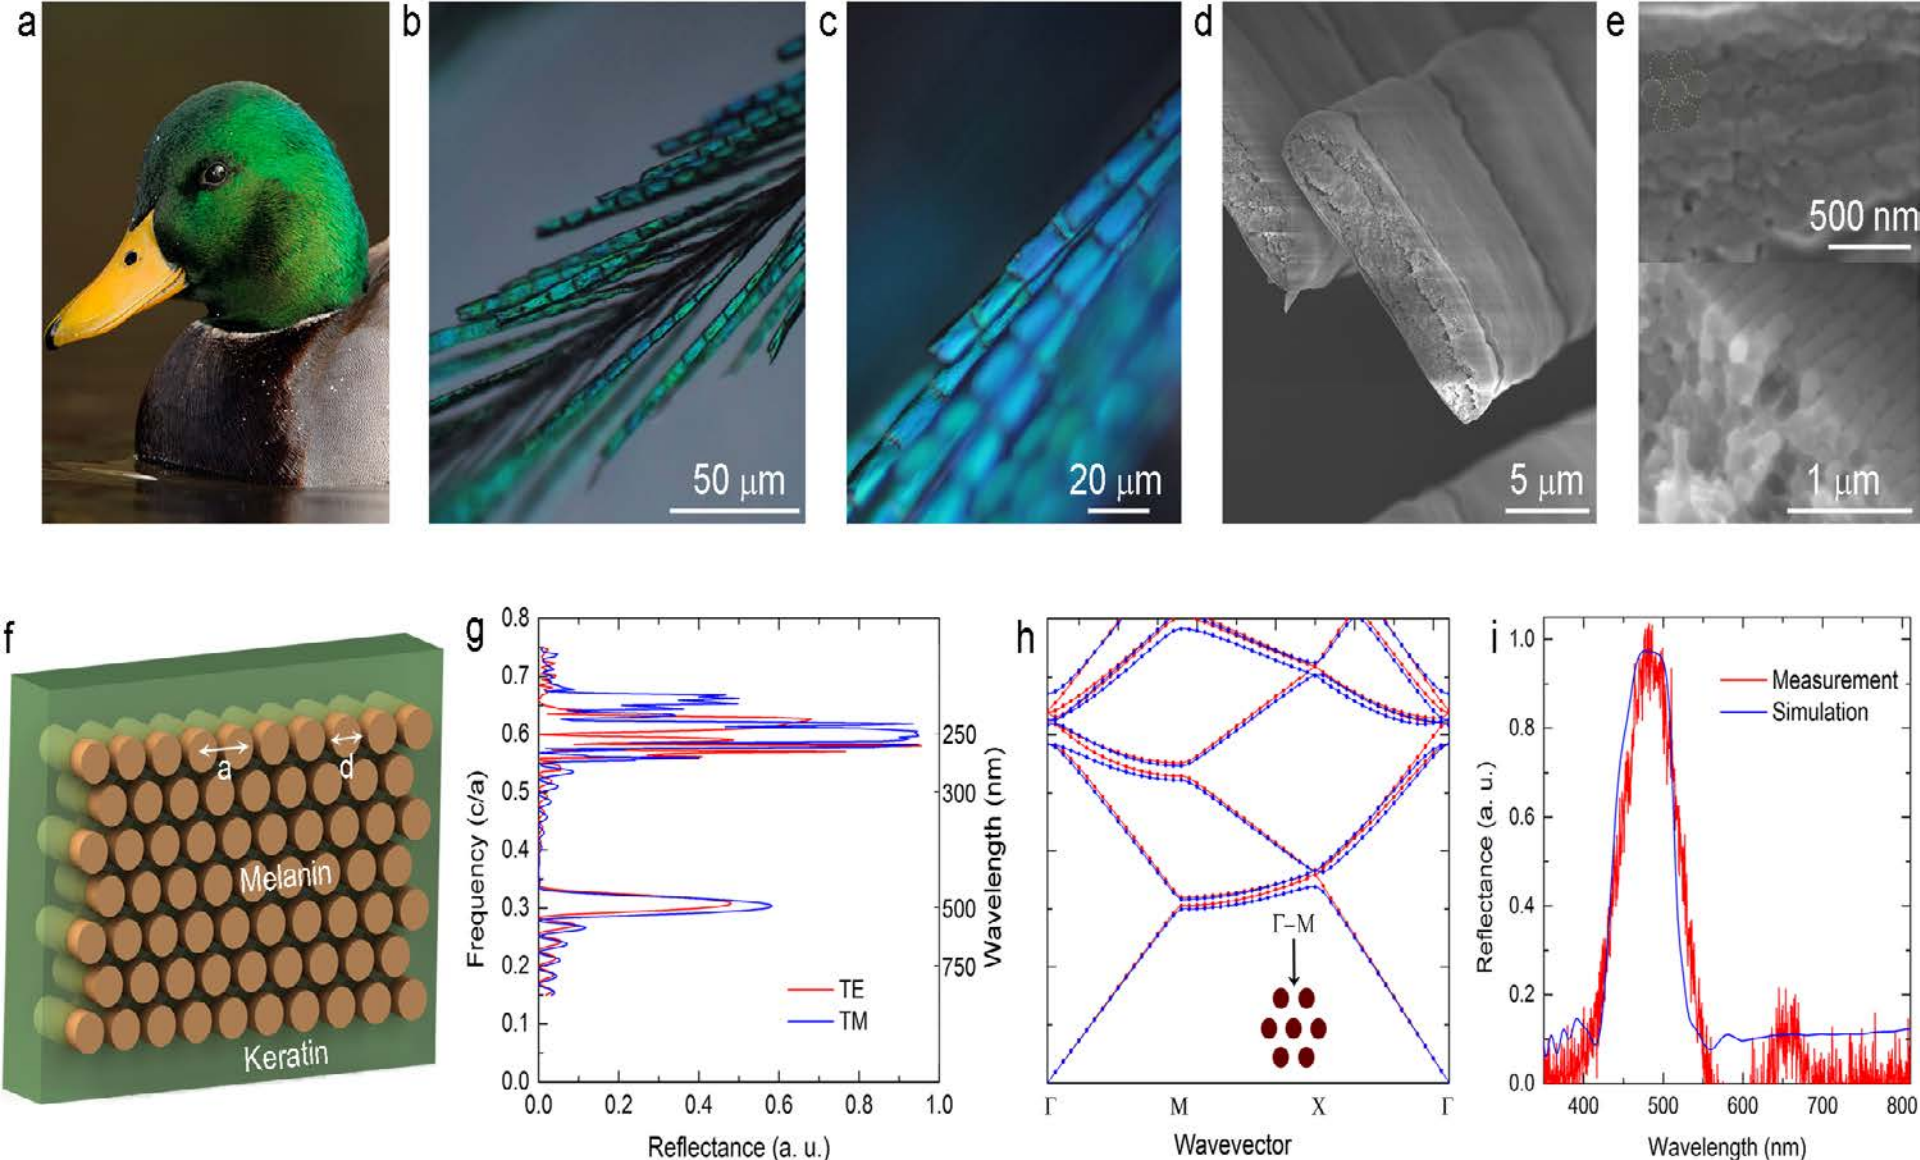 a
b
50 μm
c
20 μm
d
5 μm
e
500 nm
1 μm
f
a
d
Melanin
Keratin
g
0.8
0.7
0.6
0.5
0.4
0.3
0.2
0.1
0.0
Frequency (c/a)
250
300
500
750
Wavelength (nm)
TE
TM
0.0 0.2 0.4 0.6 0.8 1.0
Reflectance (a. u.)
h
Γ–M
Γ M X Γ
Wavevector
i
1.0
0.8
0.6
0.4
0.2
0.0
Reflectance (a. u.)
Measurement
Simulation
400 500 600 700 800
Wavelength (nm)